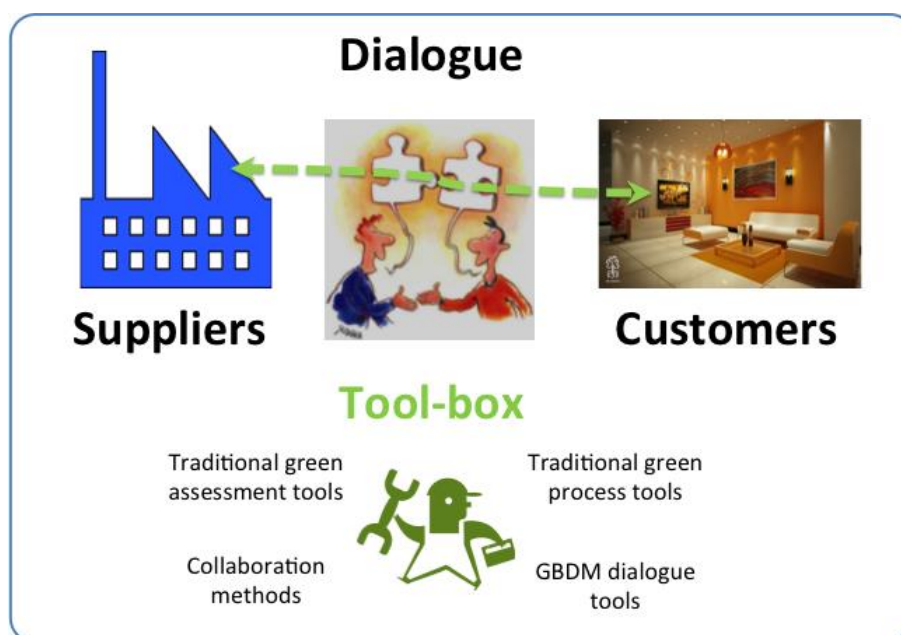 Dialogue
Suppliers
Customers
Tool-box
Traditional green
assessment tools
Traditional green
process tools
Collaboration
methods
GBDM dialogue
tools